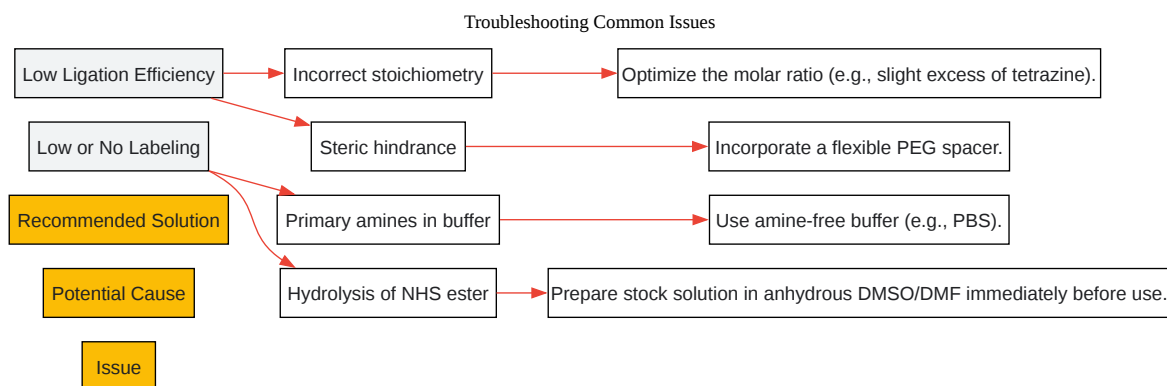 Troubleshooting Common Issues
Low Ligation Efficiency
Incorrect stoichiometry
Optimize the molar ratio (e.g., slight excess of tetrazine).
Low or No Labeling
Steric hindrance
Incorporate a flexible PEG spacer.
Recommended Solution
Primary amines in buffer
Use amine-free buffer (e.g., PBS).
Potential Cause
Hydrolysis of NHS ester
Prepare stock solution in anhydrous DMSO/DMF immediately before use.
Issue